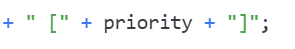 + " [" + priority + "]";